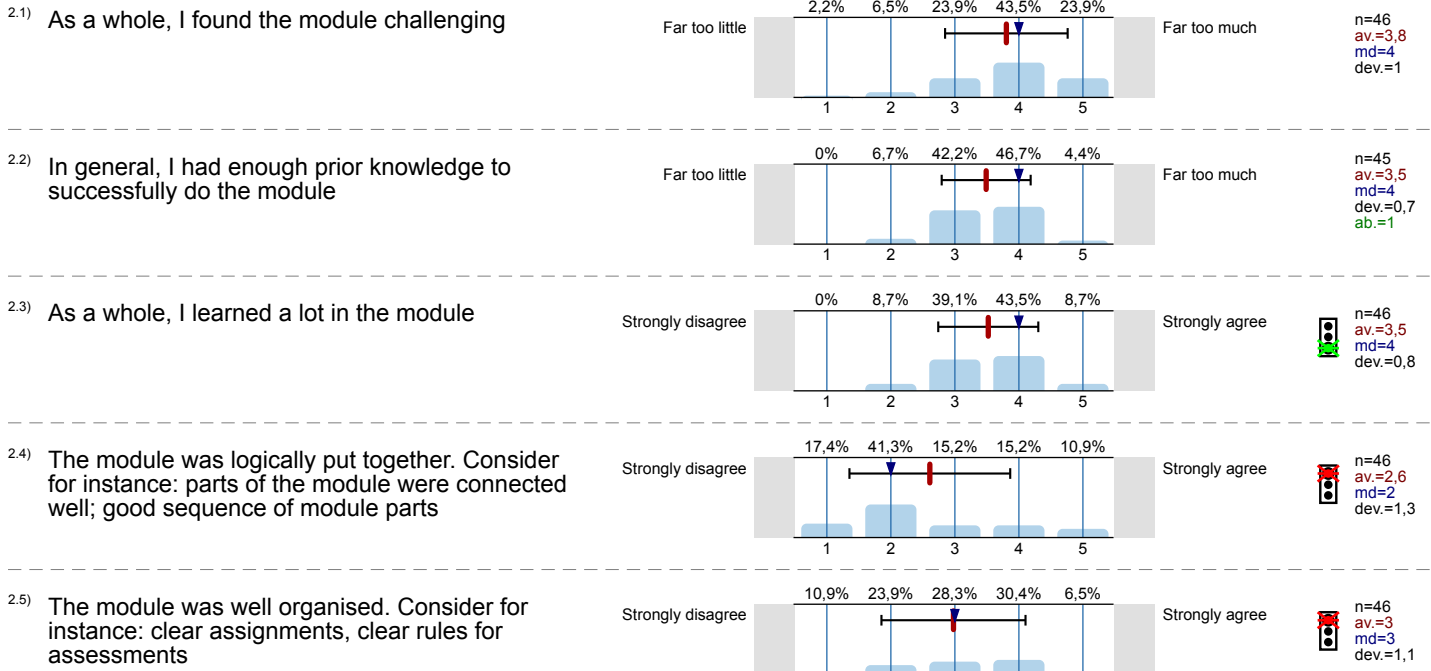 2.1) As a whole, I found the module challenging
Far too little
2,2% 6,5% 23,9% 43,5% 23,9%
1 2 3 4 5
Far too much
n=46
av.=3,8
md=4
dev.=1
2.2) In general, I had enough prior knowledge to
successfully do the module
Far too little
0% 6,7% 42,2% 46,7% 4,4%
1 2 3 4 5
Far too much
n=45
av.=3,5
md=4
dev.=0,7
ab.=1
2.3) As a whole, I learned a lot in the module
Strongly disagree
0% 8,7% 39,1% 43,5% 8,7%
1 2 3 4 5
Strongly agree
n=46
av.=3,5
md=4
dev.=0,8
2.4) The module was logically put together. Consider
for instance: parts of the module were connected
well; good sequence of module parts
Strongly disagree
17,4% 41,3% 15,2% 15,2% 10,9%
1 2 3 4 5
Strongly agree
n=46
av.=2,6
md=2
dev.=1,3
2.5) The module was well organised. Consider for
instance: clear assignments, clear rules for
assessments
Strongly disagree
10,9% 23,9% 28,3% 30,4% 6,5%
Strongly agree
n=46
av.=3
md=3
dev.=1,1